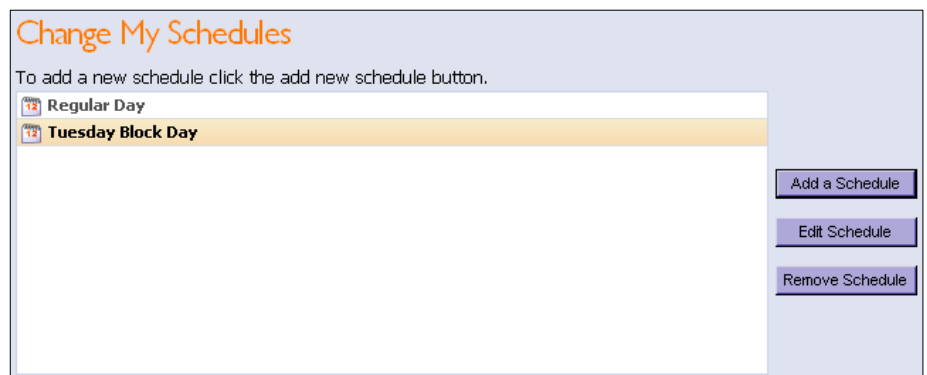 Change My Schedules
To add a new schedule click the add new schedule button.
12 Regular Day
12 Tuesday Block Day
Add a Schedule
Edit Schedule
Remove Schedule